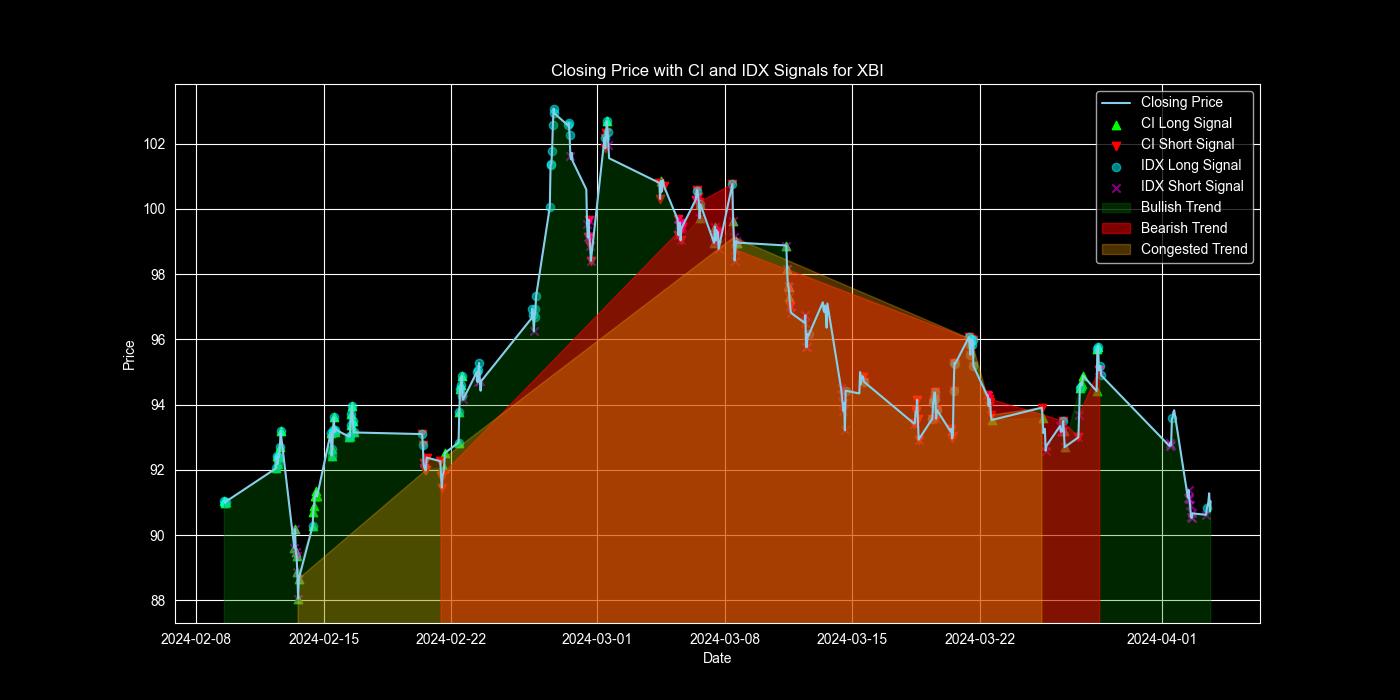 Closing Price with CI and IDX Signals for XBI
Closing Price
CI Long Signal
CI Short Signal
IDX Long Signal
IDX Short Signal
Bullish Trend
Bearish Trend
Congested Trend
Price
102
100
98
96
94
92
90
88
2024-02-08
2024-02-15
2024-02-22
2024-03-01
2024-03-08
2024-03-15
2024-03-22
2024-04-01
Date